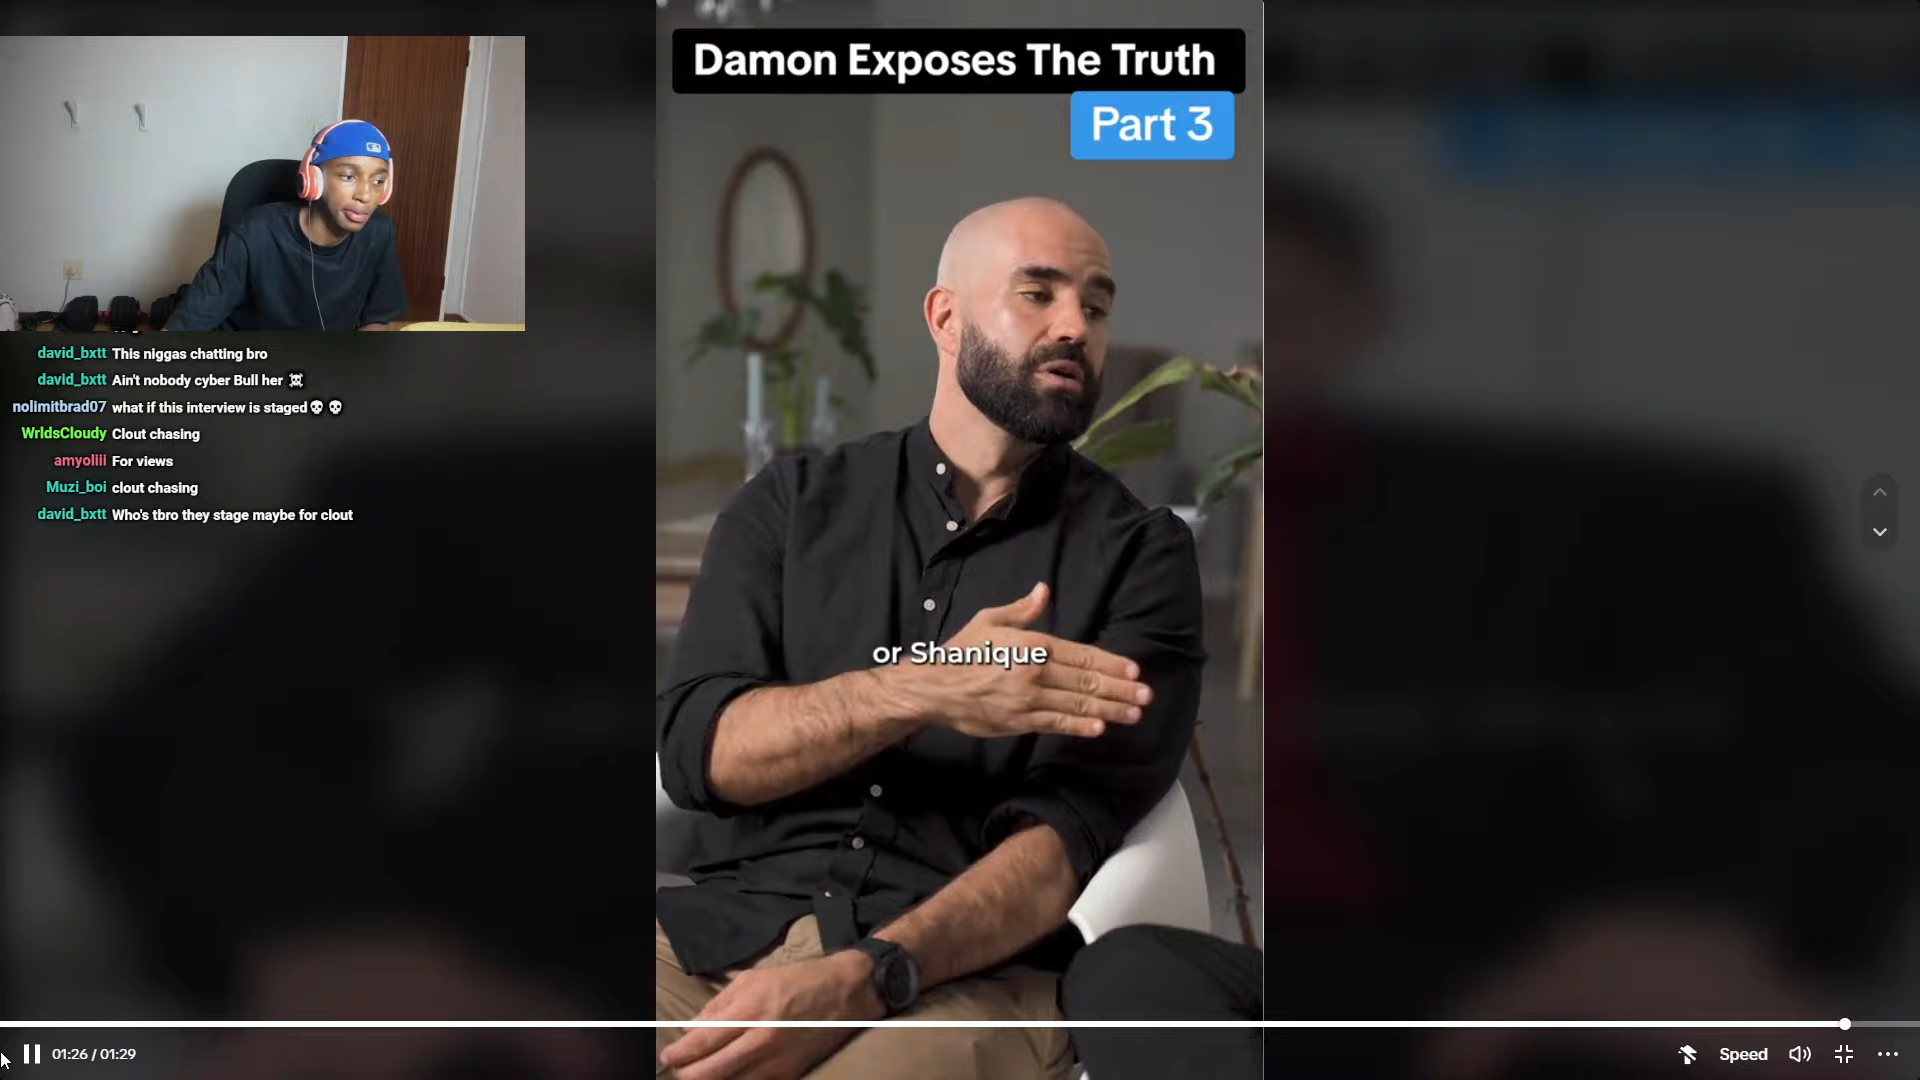 Damon Exposes The Truth
Part 3
david_bxtt This niggas chatting bro
david_bxtt Ain't nobody cyber Bull her ☠️
nolimitbrad07 what if this interview is staged💀💀
WrldsCloudy Clout chasing
amyoliii For views
Muzi_boi clout chasing
david_bxtt Who's tbro they stage maybe for clout
or Shanique
01:26 / 01:29
Speed